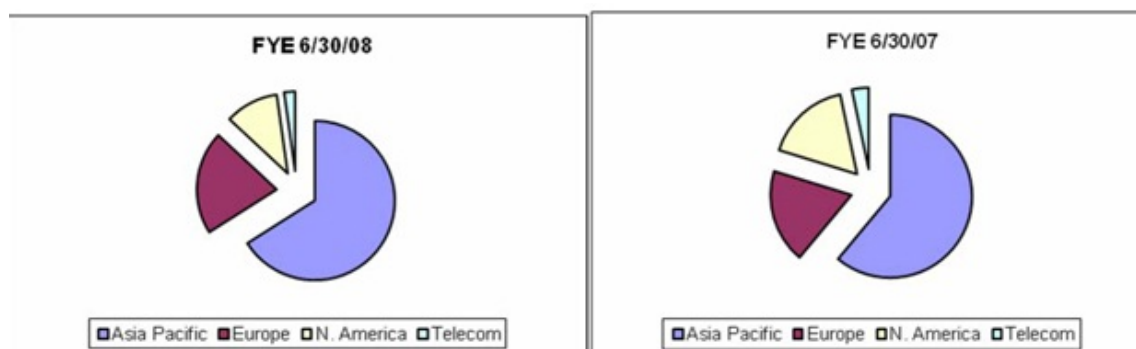 FYE 6/30/08
Asia Pacific Europe N. America Telecom
FYE 6/30/07
Asia Pacific Europe N. America Telecom